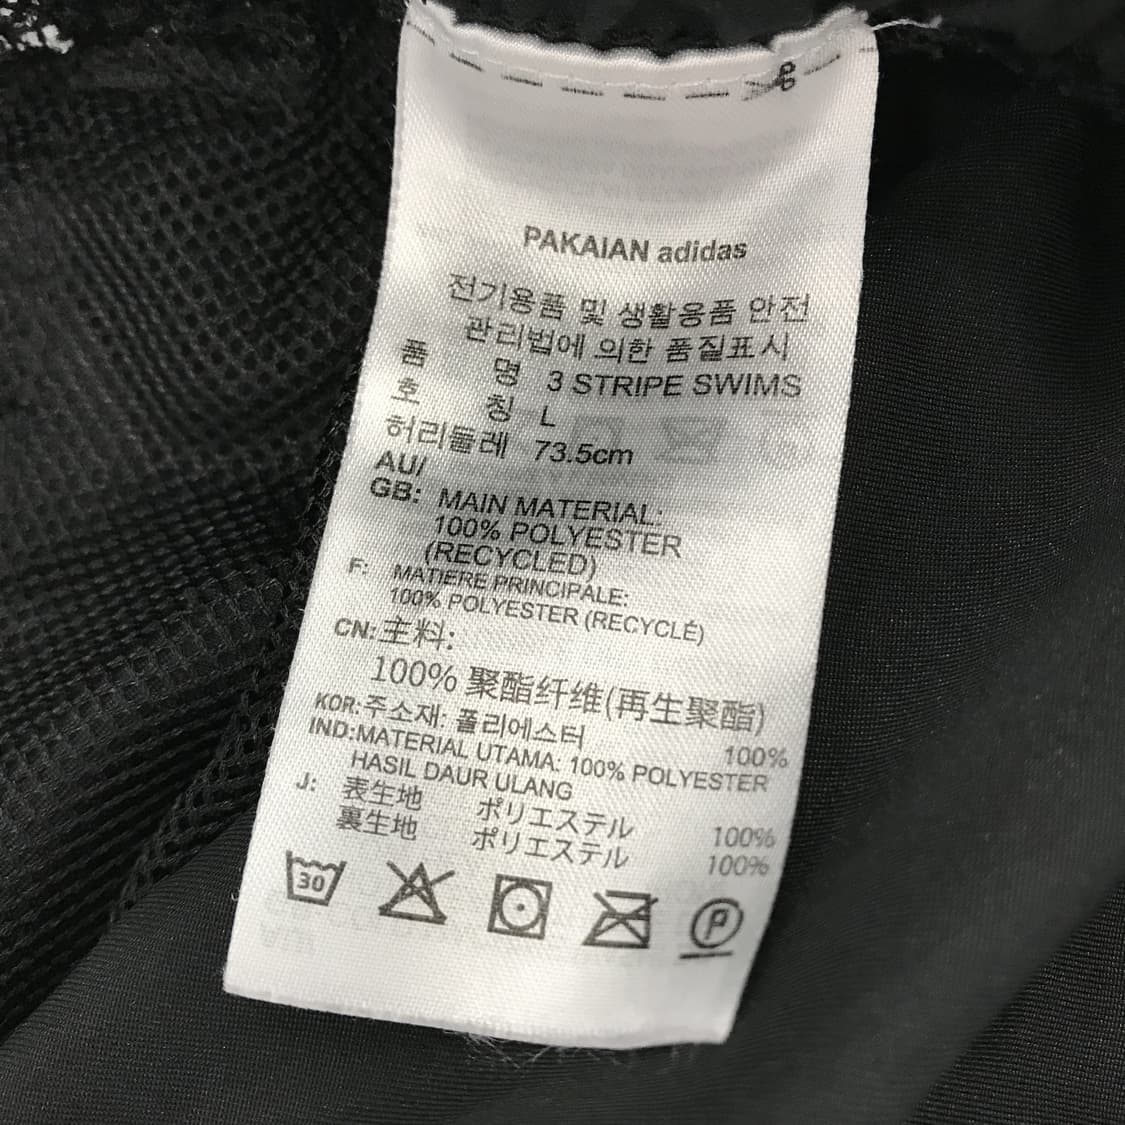 PAKAIAN adidas
전기용품 및 생활용품 안전
관리법에 의한 품질표시
품 명 3 STRIPE SWIMS
호 칭 L
허리둘레 73.5cm
AU/
GB: MAIN MATERIAL:
100% POLYESTER
(RECYCLED)
F: MATIERE PRINCIPALE:
100% POLYESTER (RECYCLÉ)
CN:主料:
100% 聚酯纤维(再生聚酯)
KOR:주소재: 폴리에스터 100%
IND:MATERIAL UTAMA: 100% POLYESTER
HASIL DAUR ULANG
J: 表生地 ポリエステル 100%
裏生地 ポリエステル 100%
30
P